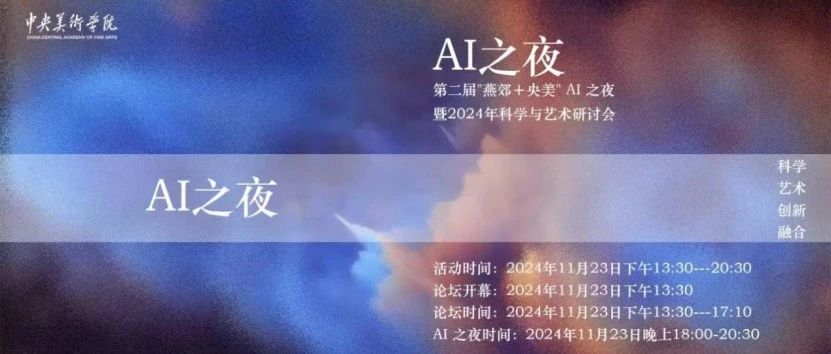 中央美術學院
CHINA CENTRAL ACADEMY OF FINE ARTS
AI之夜
第二届"燕郊＋央美" AI 之夜
暨2024年科学与艺术研讨会
AI之夜
科学
艺术
创新
融合
活动时间：2024年11月23日下午13:30---20:30
论坛开幕：2024年11月23日下午13:30
论坛时间：2024年11月23日下午13:30---17:10
AI 之夜时间：2024年11月23日晚上18:00-20:30